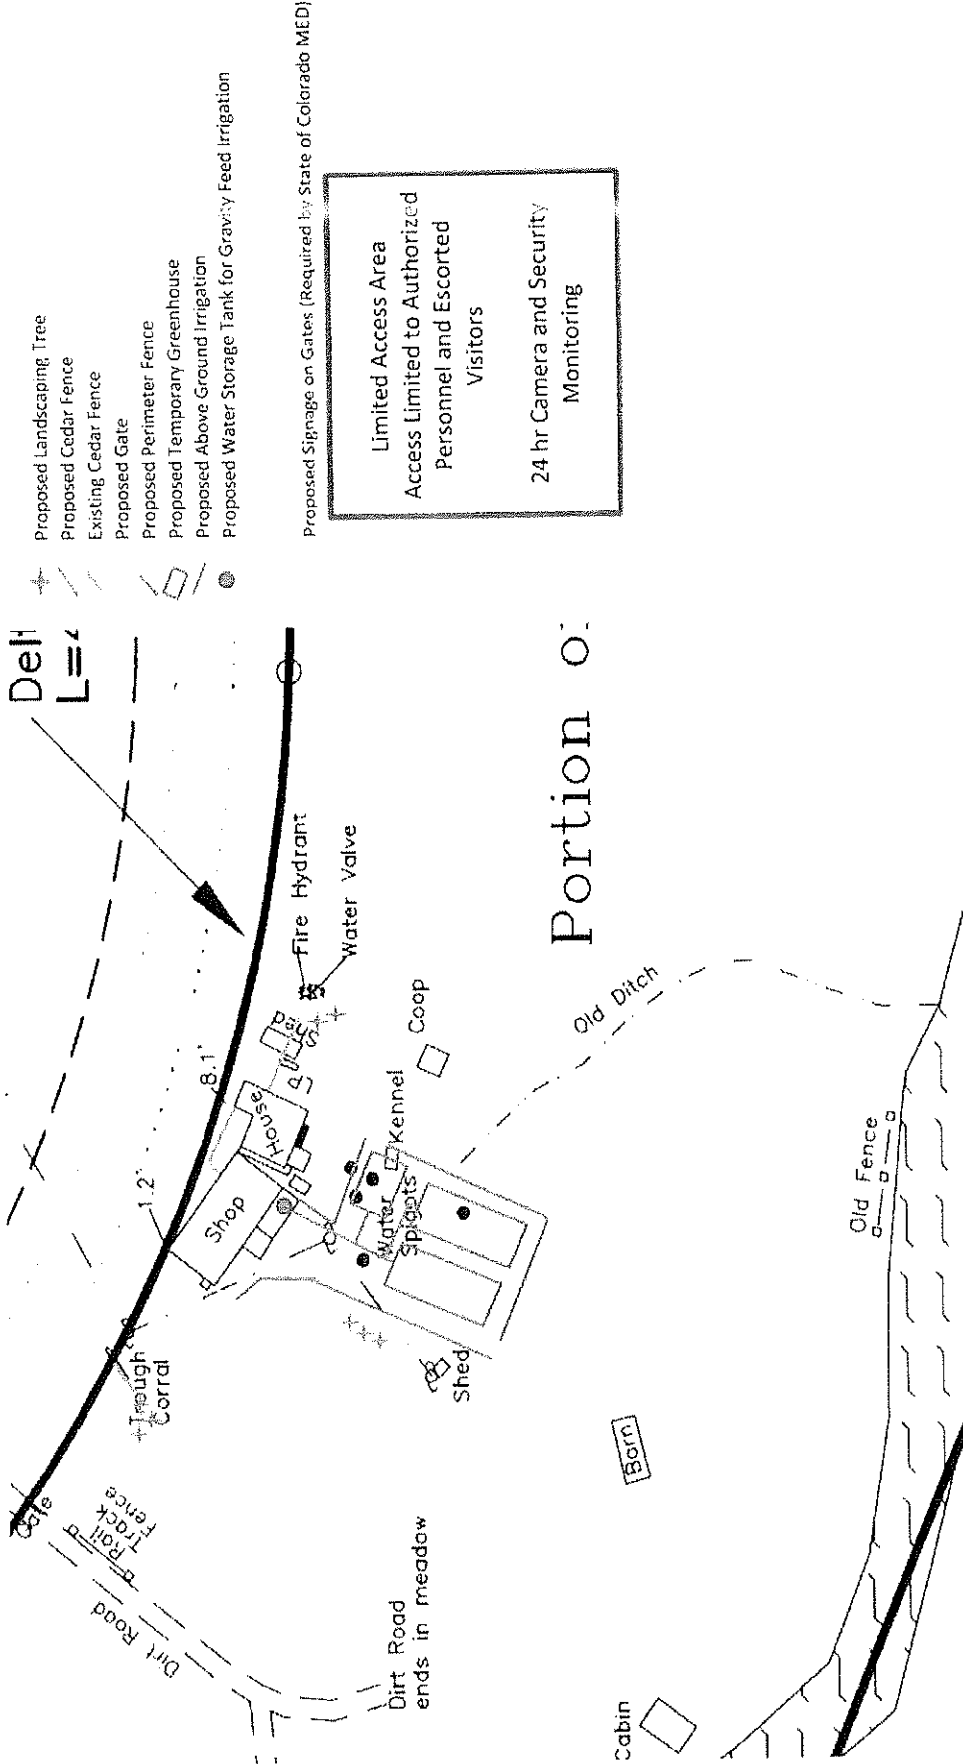 Proposed Landscaping Tree
Proposed Cedar Fence
Existing Cedar Fence
Proposed Gate
Proposed Perimeter Fence
Proposed Temporary Greenhouse
Proposed Above Ground Irrigation
Proposed Water Storage Tank for Gravity Feed Irrigation
Proposed Signage on Gates (Required by State of Colorado MED)
Limited Access Area
Access Limited to Authorized
Personnel and Escorted
Visitors
24 hr Camera and Security
Monitoring
L=
Gate
Rail
Track
Fence
Dirt Road
Trough
Corral
1.2'
8.1'
Shop
House
Shed
Fire Hydrant
Water Valve
Water
Spigots
Kennel
Coop
Shed
Dirt Road
ends in meadow
Portion
Old Ditch
Barn
Cabin
Old Fence